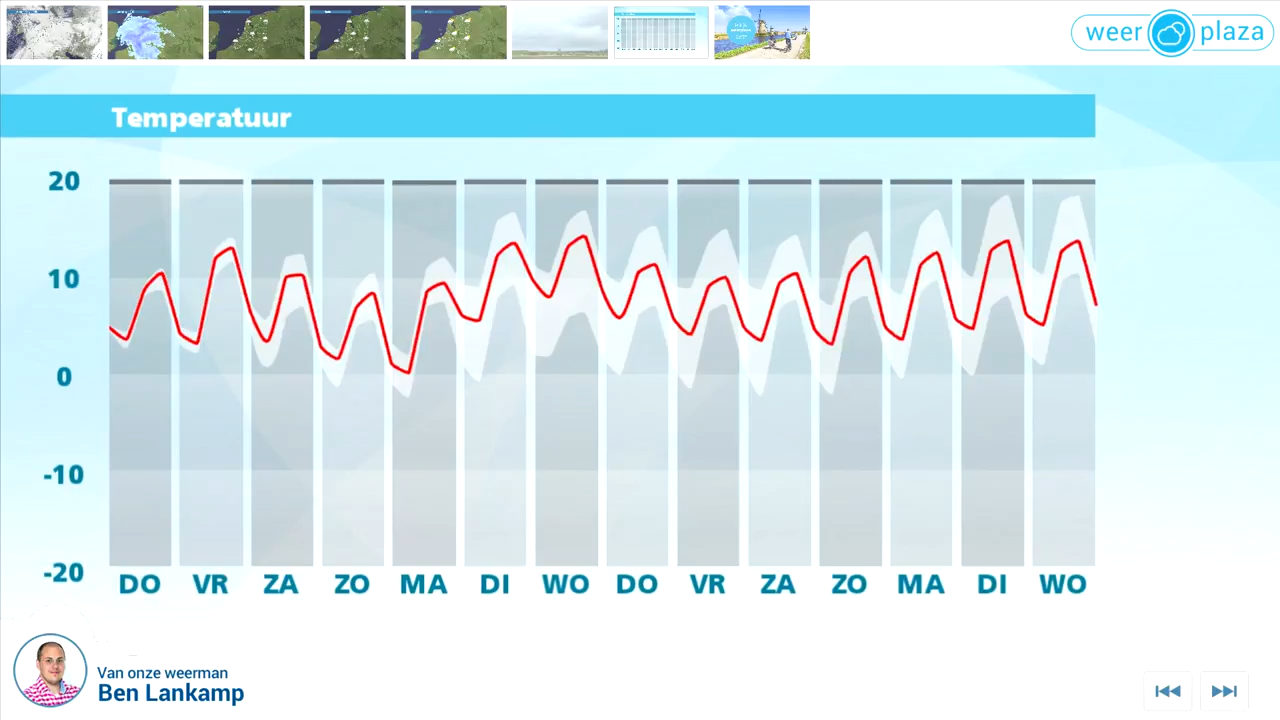 weer plaza
Temperatuur
20
10
0
-10
-20
DO VR ZA ZO MA DI WO DO VR ZA ZO MA DI WO
Van onze weerman
Ben Lankamp